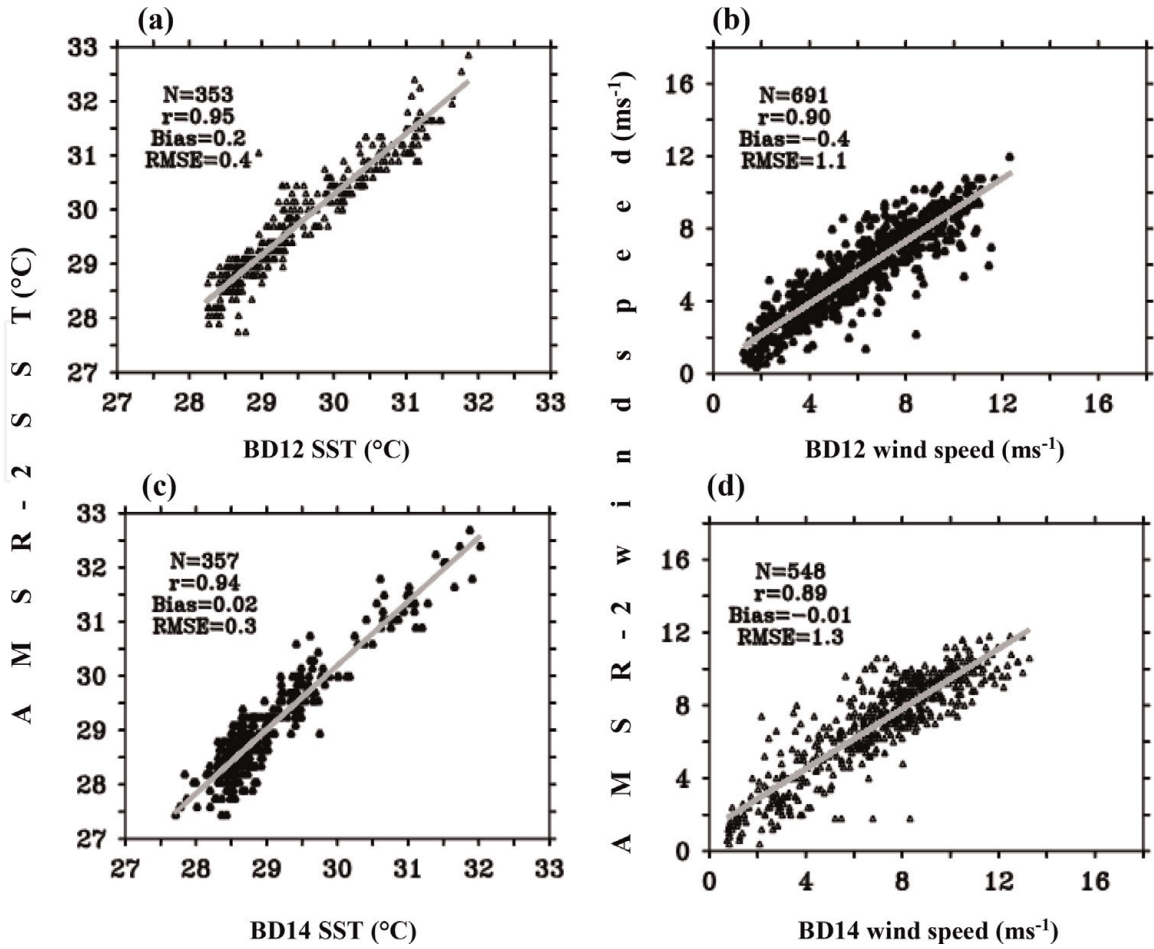 (a)
33
32
31
30
29
28
27
N=353
r=0.95
Bias=0.2
RMSE=0.4
27 28 29 30 31 32 33
BD12 SST (°C)
(b)
16
12
8
4
0
N=691
r=0.90
Bias=-0.4
RMSE=1.1
0 4 8 12 16
BD12 wind speed (ms-1)
(c)
33
32
31
30
29
28
27
N=357
r=0.94
Bias=0.02
RMSE=0.3
27 28 29 30 31 32 33
BD14 SST (°C)
(d)
16
12
8
4
0
N=548
r=0.89
Bias=-0.01
RMSE=1.3
0 4 8 12 16
BD14 wind speed (ms-1)
A M S R - 2 S S T (°C)
A M S R - 2 w i n d s p e e d (ms-1)